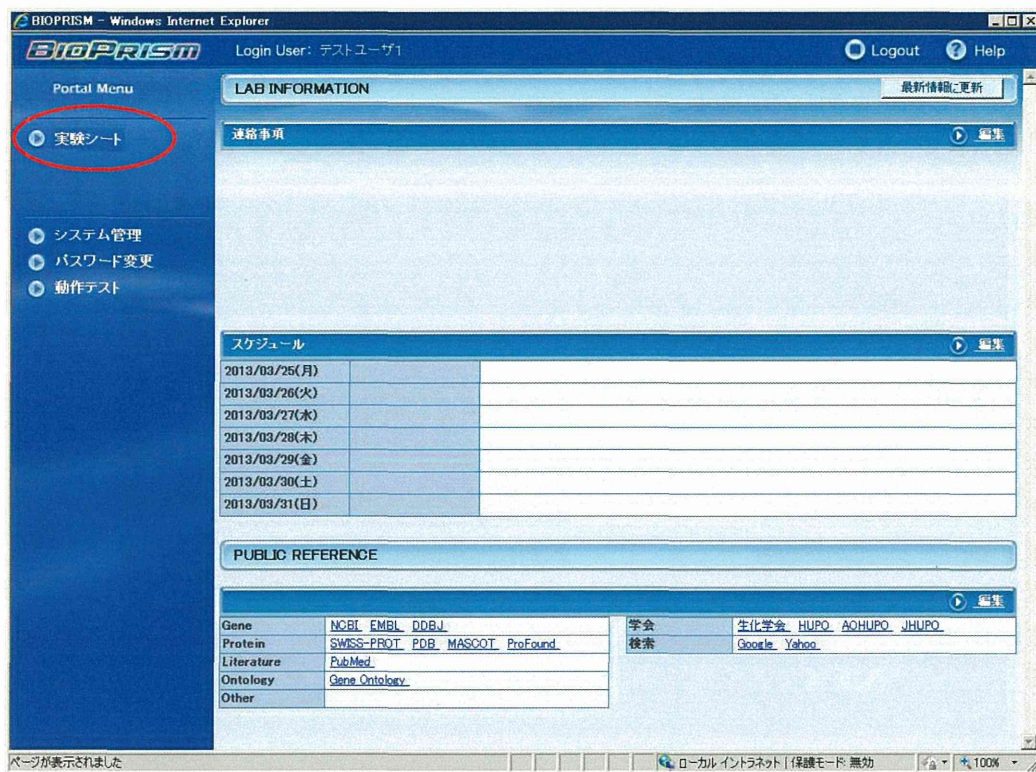 BIOPRISM - Windows Internet Explorer
BIOPRISM Login User: テストユーザ1 Logout Help
Portal Menu
実験シート
システム管理
パスワード変更
動作テスト
LAB INFORMATION 最新情報に更新
連絡事項 編集
スケジュール 編集
2013/03/25(月)
2013/03/26(火)
2013/03/27(水)
2013/03/28(木)
2013/03/29(金)
2013/03/30(土)
2013/03/31(日)
PUBLIC REFERENCE
編集
Gene NCBI EMBL DDBJ 学会 生化学会 HUPO AOHUPO JHUPO
Protein SWISS-PROT PDB MASCOT ProFound 検索 Google Yahoo
Literature PubMed
Ontology Gene Ontology
Other
ページが表示されました ローカル イントラネット | 保護モード: 無効 100%